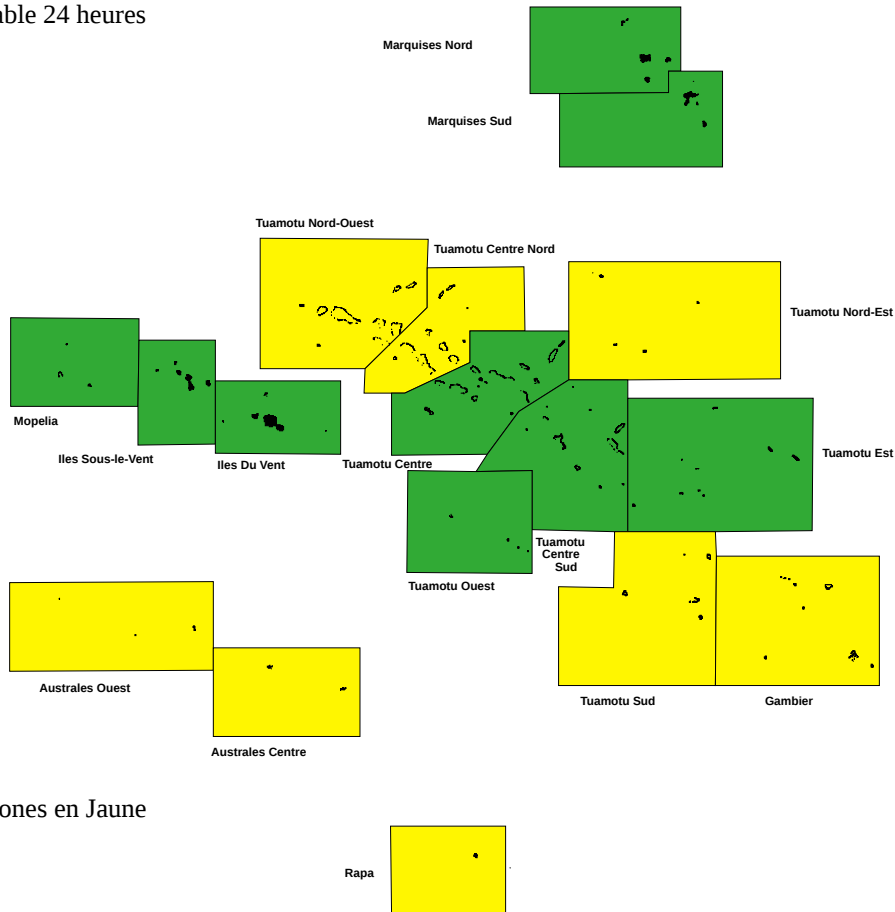 able 24 heures
Marquises Nord
Marquises Sud
Tuamotu Nord-Ouest
Tuamotu Centre Nord
Tuamotu Nord-Est
Mopelia
Iles Sous-le-Vent
Iles Du Vent
Tuamotu Centre
Tuamotu Est
Tuamotu
Centre
Sud
Tuamotu Ouest
Australes Ouest
Tuamotu Sud
Gambier
Australes Centre
ones en Jaune
Rapa